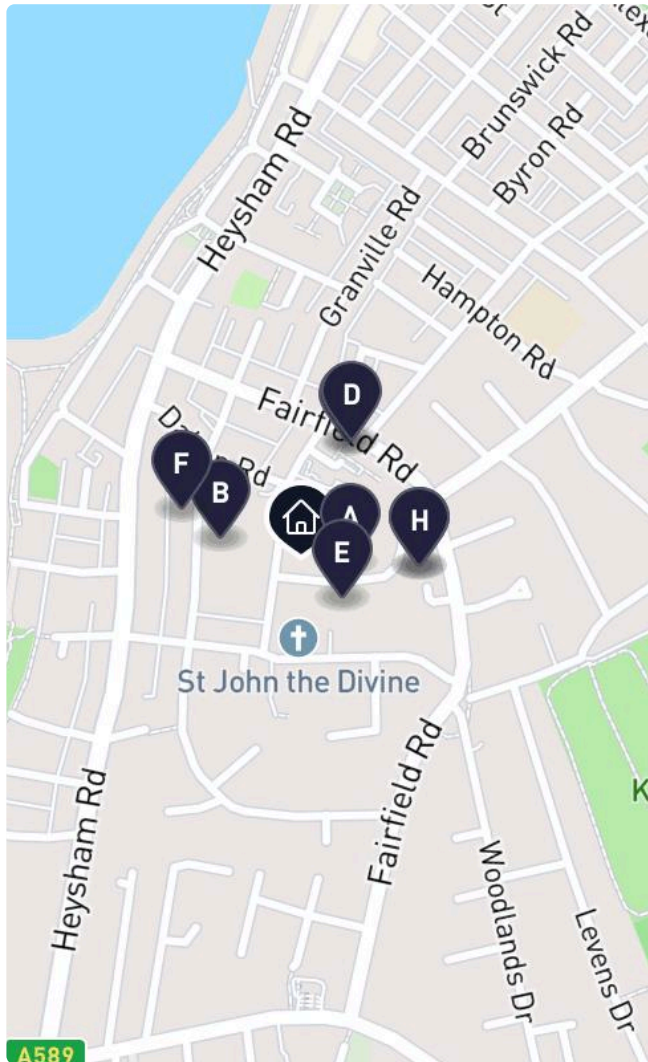 Brunswick Rd
Byron Rd
Heysham Rd
Granville Rd
Hampton Rd
D
Fairfield Rd
F
B
A
H
E
St John the Divine
K
Fairfield Rd
Heysham Rd
Woodlands Dr
Levens Dr
A589